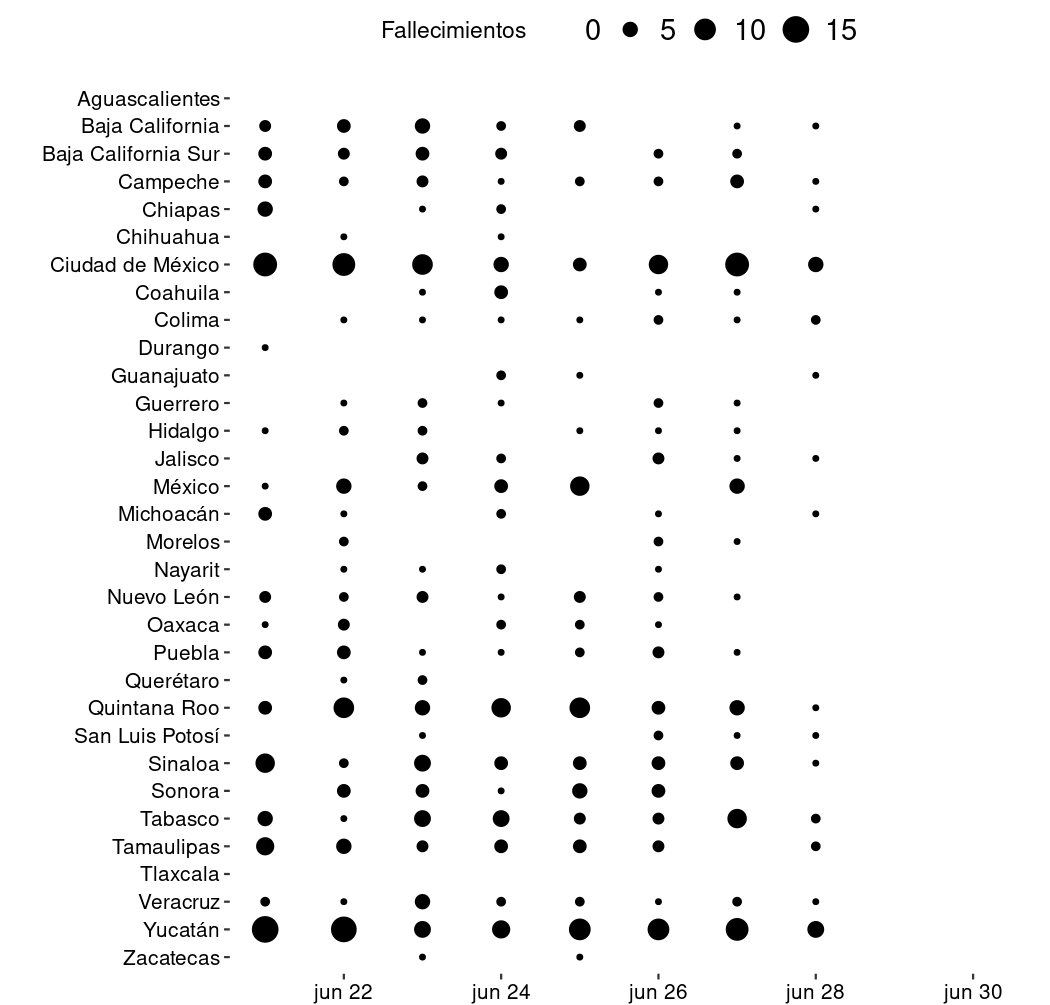 Fallecimientos 0 5 10 15
Aguascalientes
Baja California
Baja California Sur
Campeche
Chiapas
Chihuahua
Ciudad de México
Coahuila
Colima
Durango
Guanajuato
Guerrero
Hidalgo
Jalisco
México
Michoacán
Morelos
Nayarit
Nuevo León
Oaxaca
Puebla
Querétaro
Quintana Roo
San Luis Potosí
Sinaloa
Sonora
Tabasco
Tamaulipas
Tlaxcala
Veracruz
Yucatán
Zacatecas
jun 22 jun 24 jun 26 jun 28 jun 30